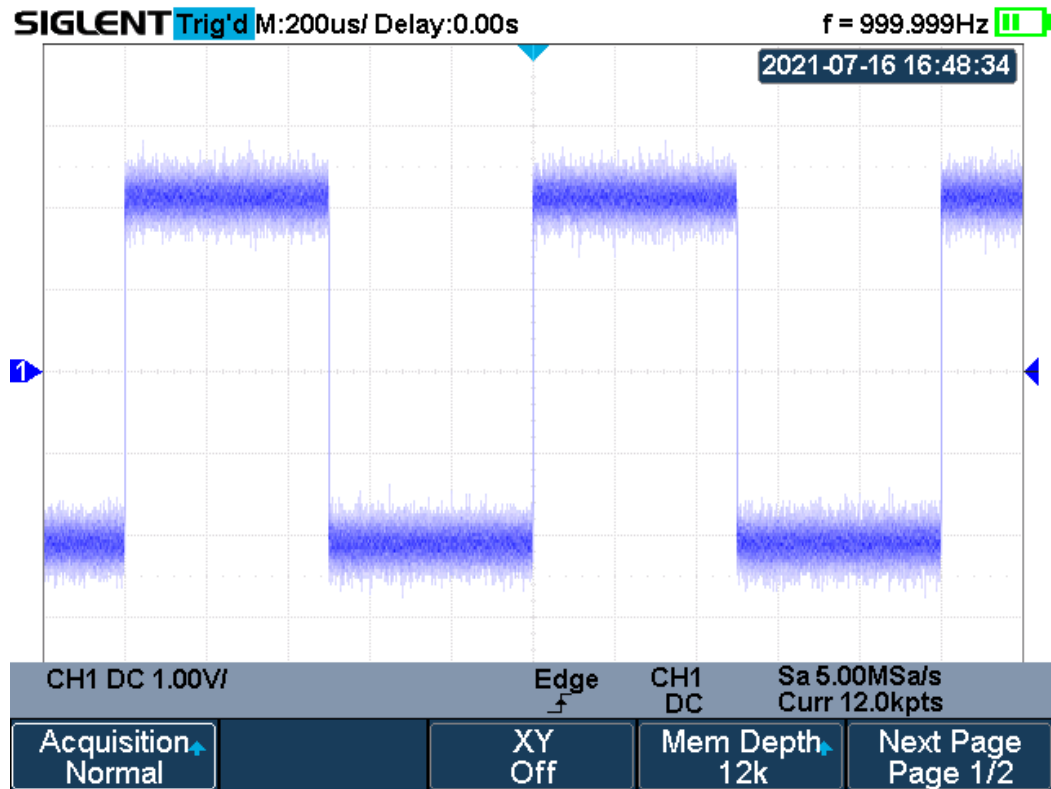 SIGLENT Trig'd M:200us/ Delay:0.00s f = 999.999Hz
2021-07-16 16:48:34
1
CH1 DC 1.00V/ Edge CH1 Sa 5.00MSa/s
DC Curr 12.0kpts
Acquisition XY Mem Depth Next Page
Normal Off 12k Page 1/2